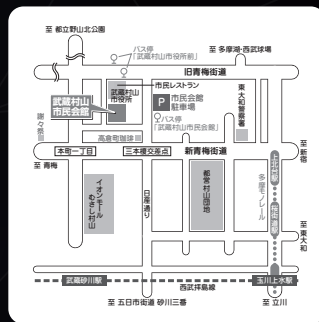 至 都立野山北公園
バス停
「武蔵村山市役所前」
至 多摩湖・西武球場
旧青梅街道
市民レストラン
武蔵村山
市役所
武蔵村山
市民会館
P 市民会館
駐車場
バス停
「武蔵村山市民会館」
東大和警察署
諸々祭司
高倉町珈琲
本町一丁目
三本榎交差点
新青梅街道
至 新宿
至 青梅
イオンモール
むさし村山
日産通り
都営村山団地
多摩モノレール
上北台駅
桜街道駅
至 東大和
武蔵砂川駅
西武拝島線
玉川上水駅
至 五日市街道 砂川三番
至 立川